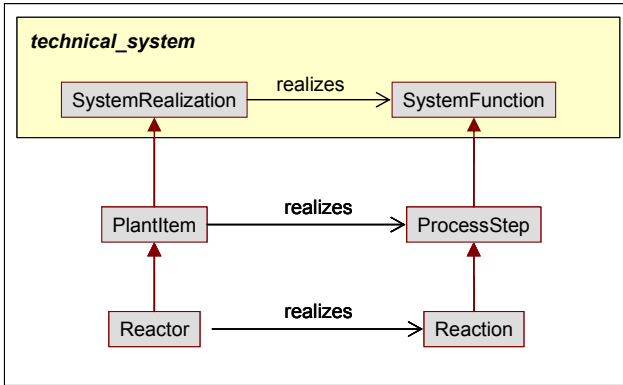 technical_system
realizes
SystemRealization
SystemFunction
realizes
PlantItem
ProcessStep
realizes
Reactor
Reaction